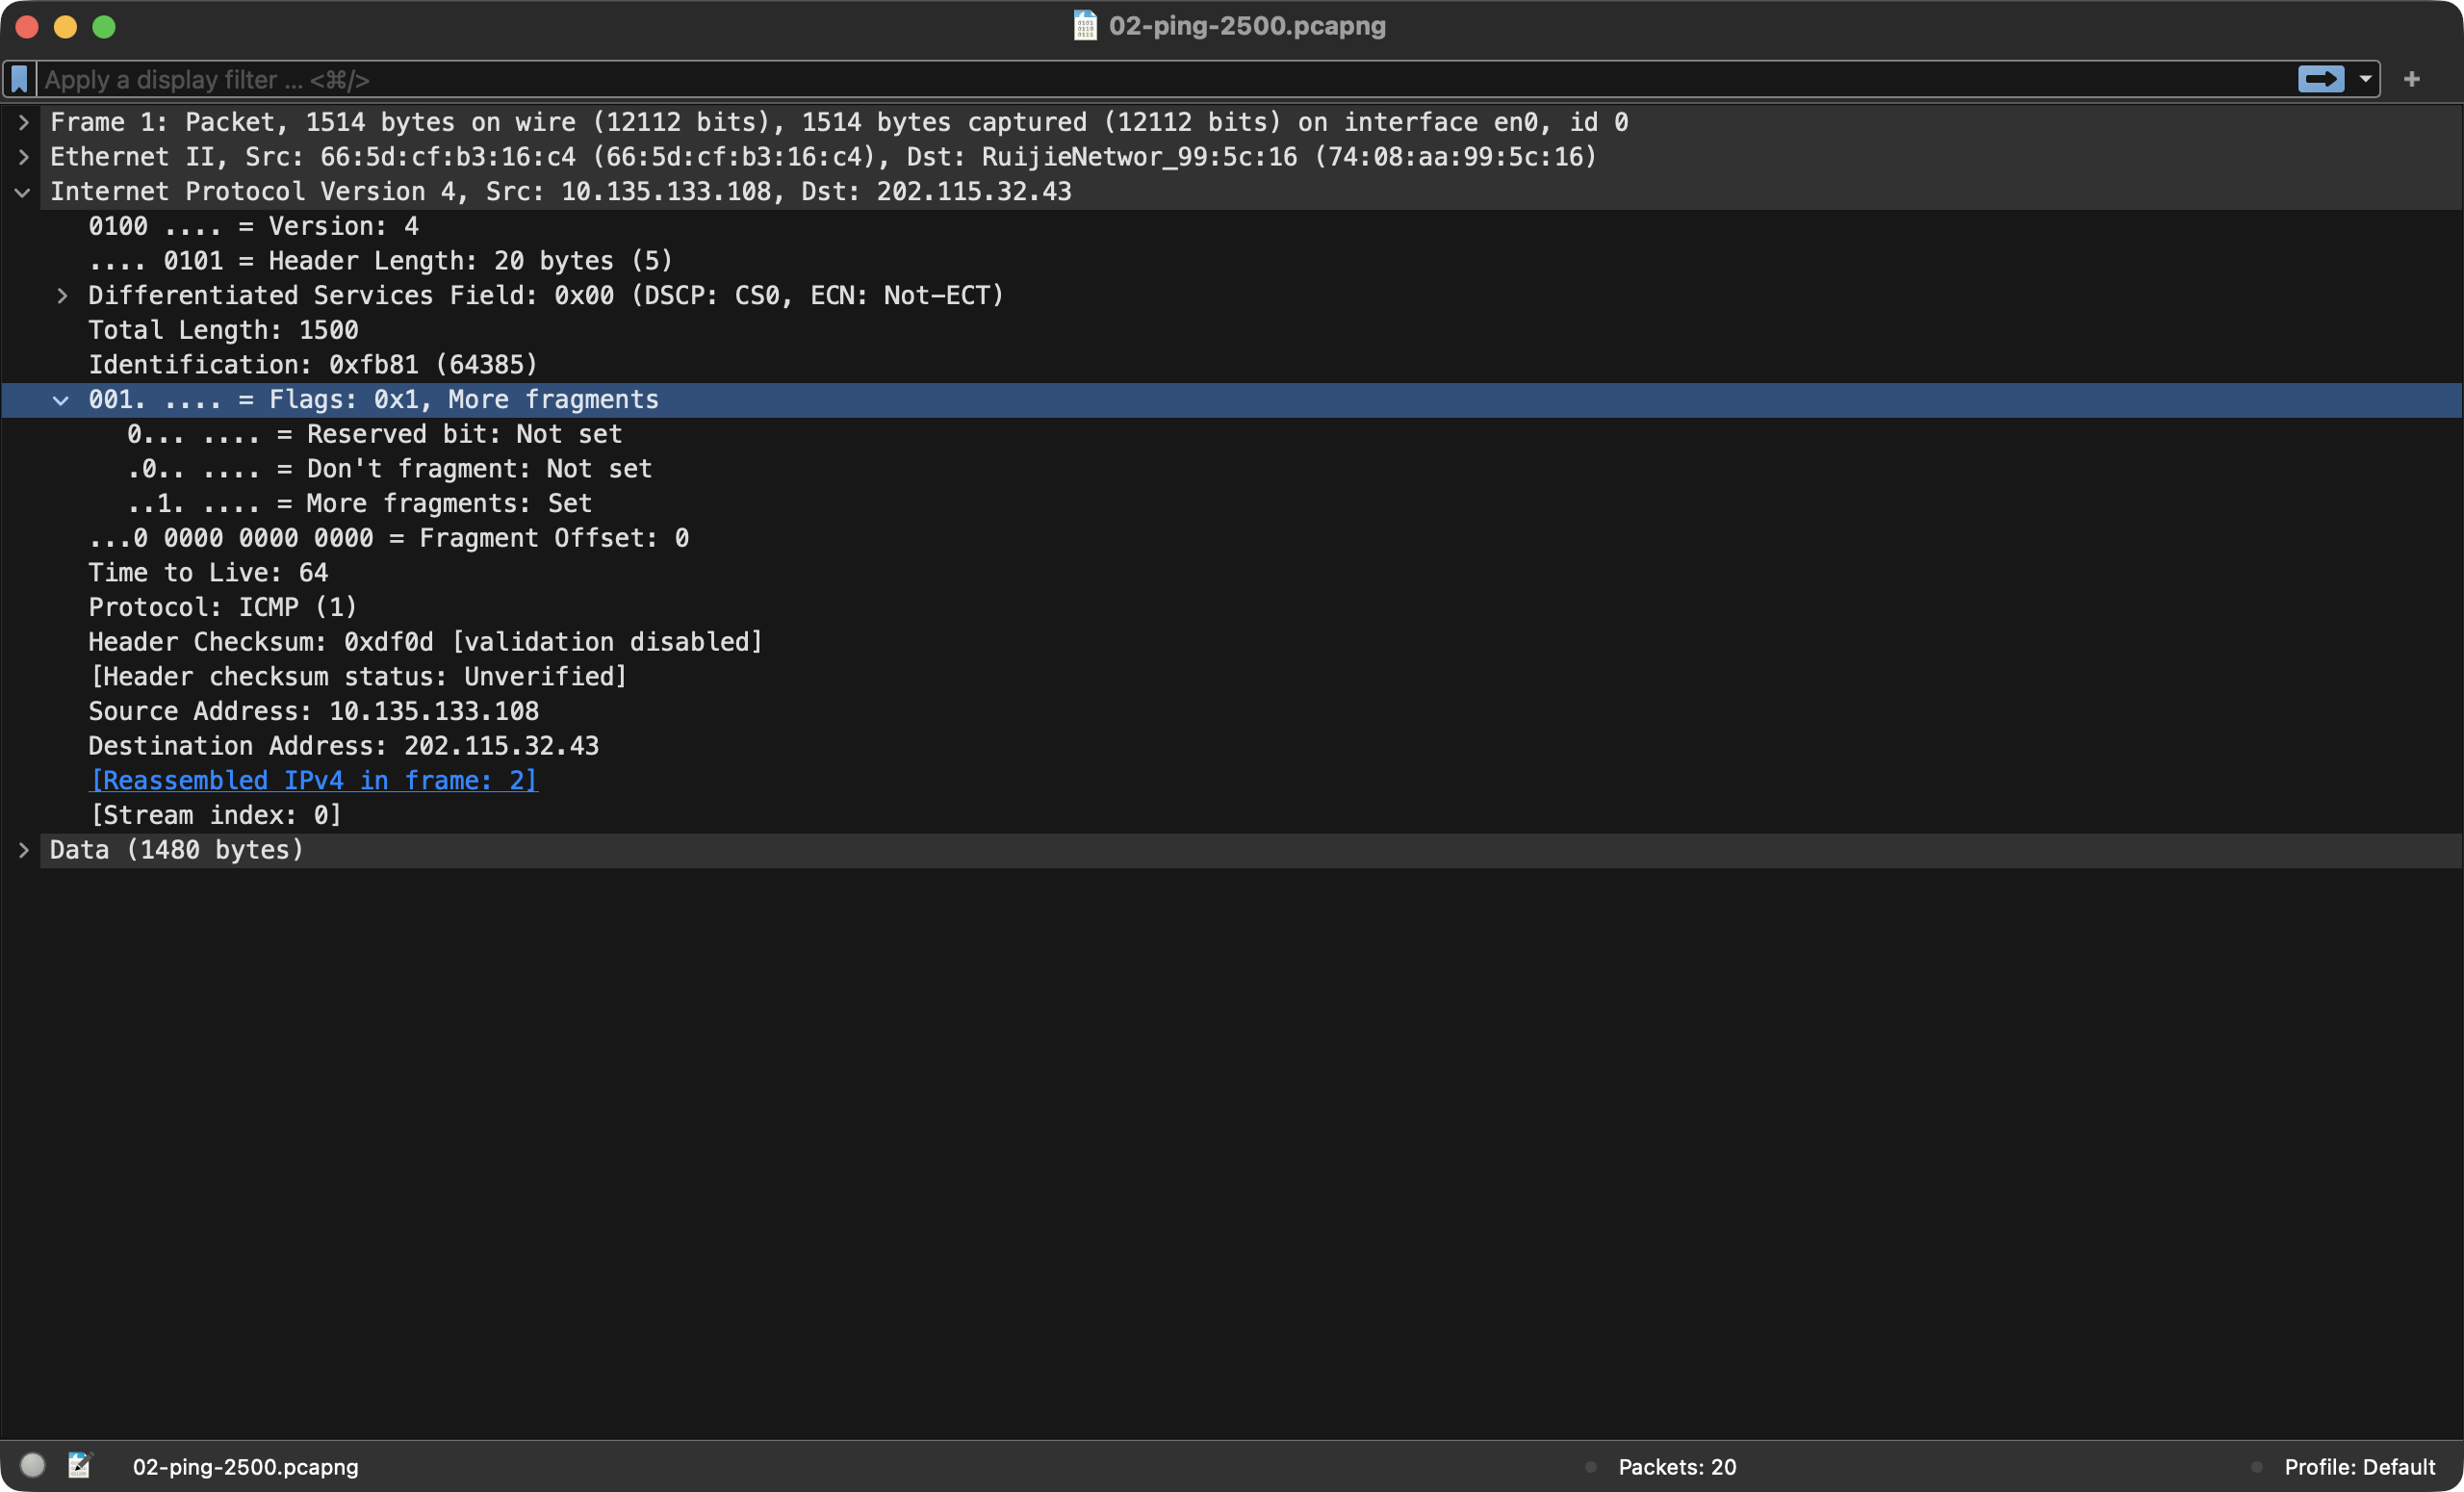 02-ping-2500.pcapng
Apply a display filter … <⌘/>
Frame 1: Packet, 1514 bytes on wire (12112 bits), 1514 bytes captured (12112 bits) on interface en0, id 0
Ethernet II, Src: 66:5d:cf:b3:16:c4 (66:5d:cf:b3:16:c4), Dst: RuijieNetwor_99:5c:16 (74:08:aa:99:5c:16)
Internet Protocol Version 4, Src: 10.135.133.108, Dst: 202.115.32.43
0100 .... = Version: 4
.... 0101 = Header Length: 20 bytes (5)
Differentiated Services Field: 0x00 (DSCP: CS0, ECN: Not-ECT)
Total Length: 1500
Identification: 0xfb81 (64385)
001. .... = Flags: 0x1, More fragments
0... .... = Reserved bit: Not set
.0.. .... = Don't fragment: Not set
..1. .... = More fragments: Set
...0 0000 0000 0000 = Fragment Offset: 0
Time to Live: 64
Protocol: ICMP (1)
Header Checksum: 0xdf0d [validation disabled]
[Header checksum status: Unverified]
Source Address: 10.135.133.108
Destination Address: 202.115.32.43
[Reassembled IPv4 in frame: 2]
[Stream index: 0]
Data (1480 bytes)
02-ping-2500.pcapng
Packets: 20
Profile: Default